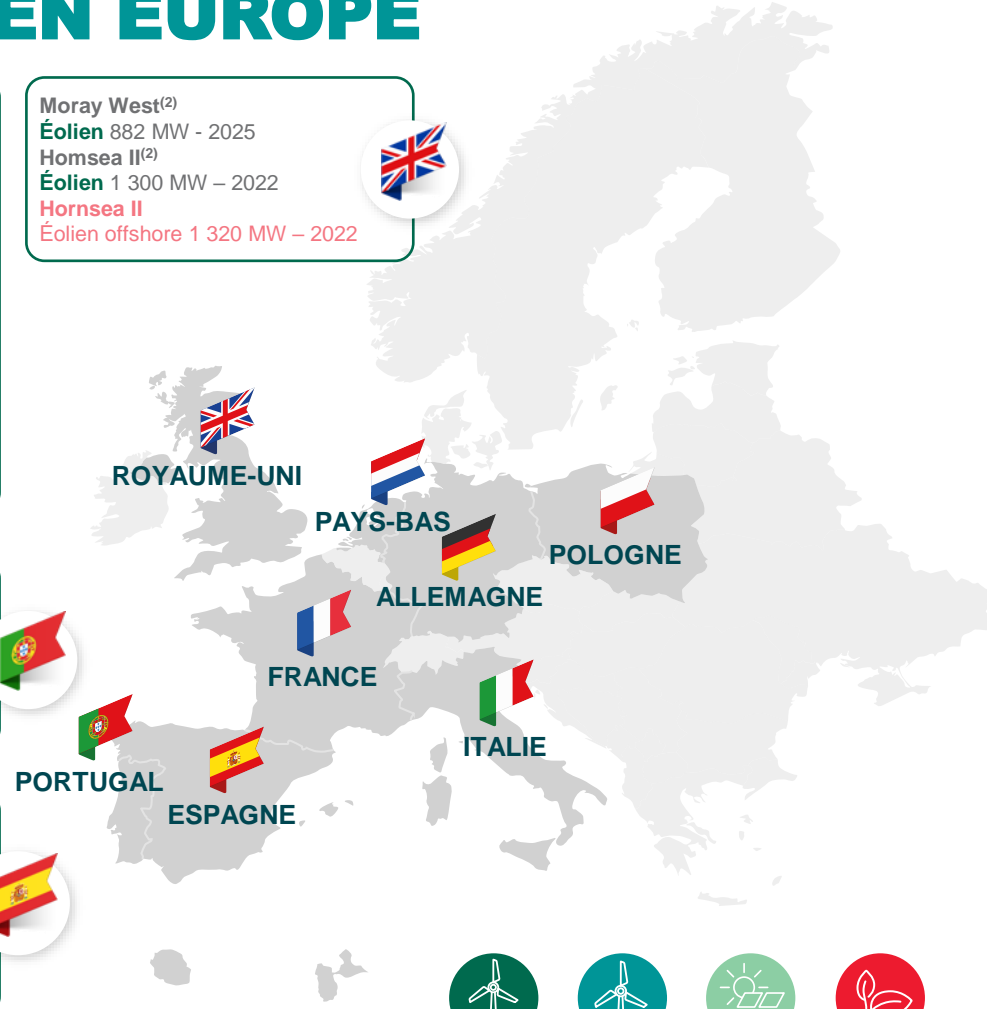 EN EUROPE
Moray West(2)
Éolien 882 MW - 2025
Homsea II(2)
Éolien 1 300 MW – 2022
Hornsea II
Éolien offshore 1 320 MW – 2022
ROYAUME-UNI
PAYS-BAS
POLOGNE
ALLEMAGNE
FRANCE
ITALIE
PORTUGAL
ESPAGNE